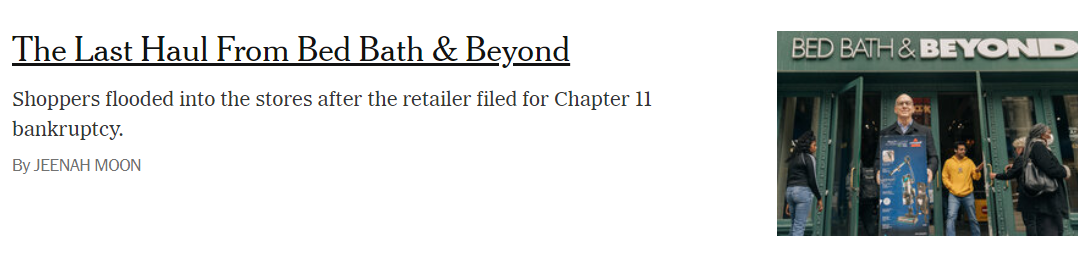 The Last Haul From Bed Bath & Beyond
Shoppers flooded into the stores after the retailer filed for Chapter 11
bankruptcy.
By JEENAH MOON
BED BATH & BEYOND